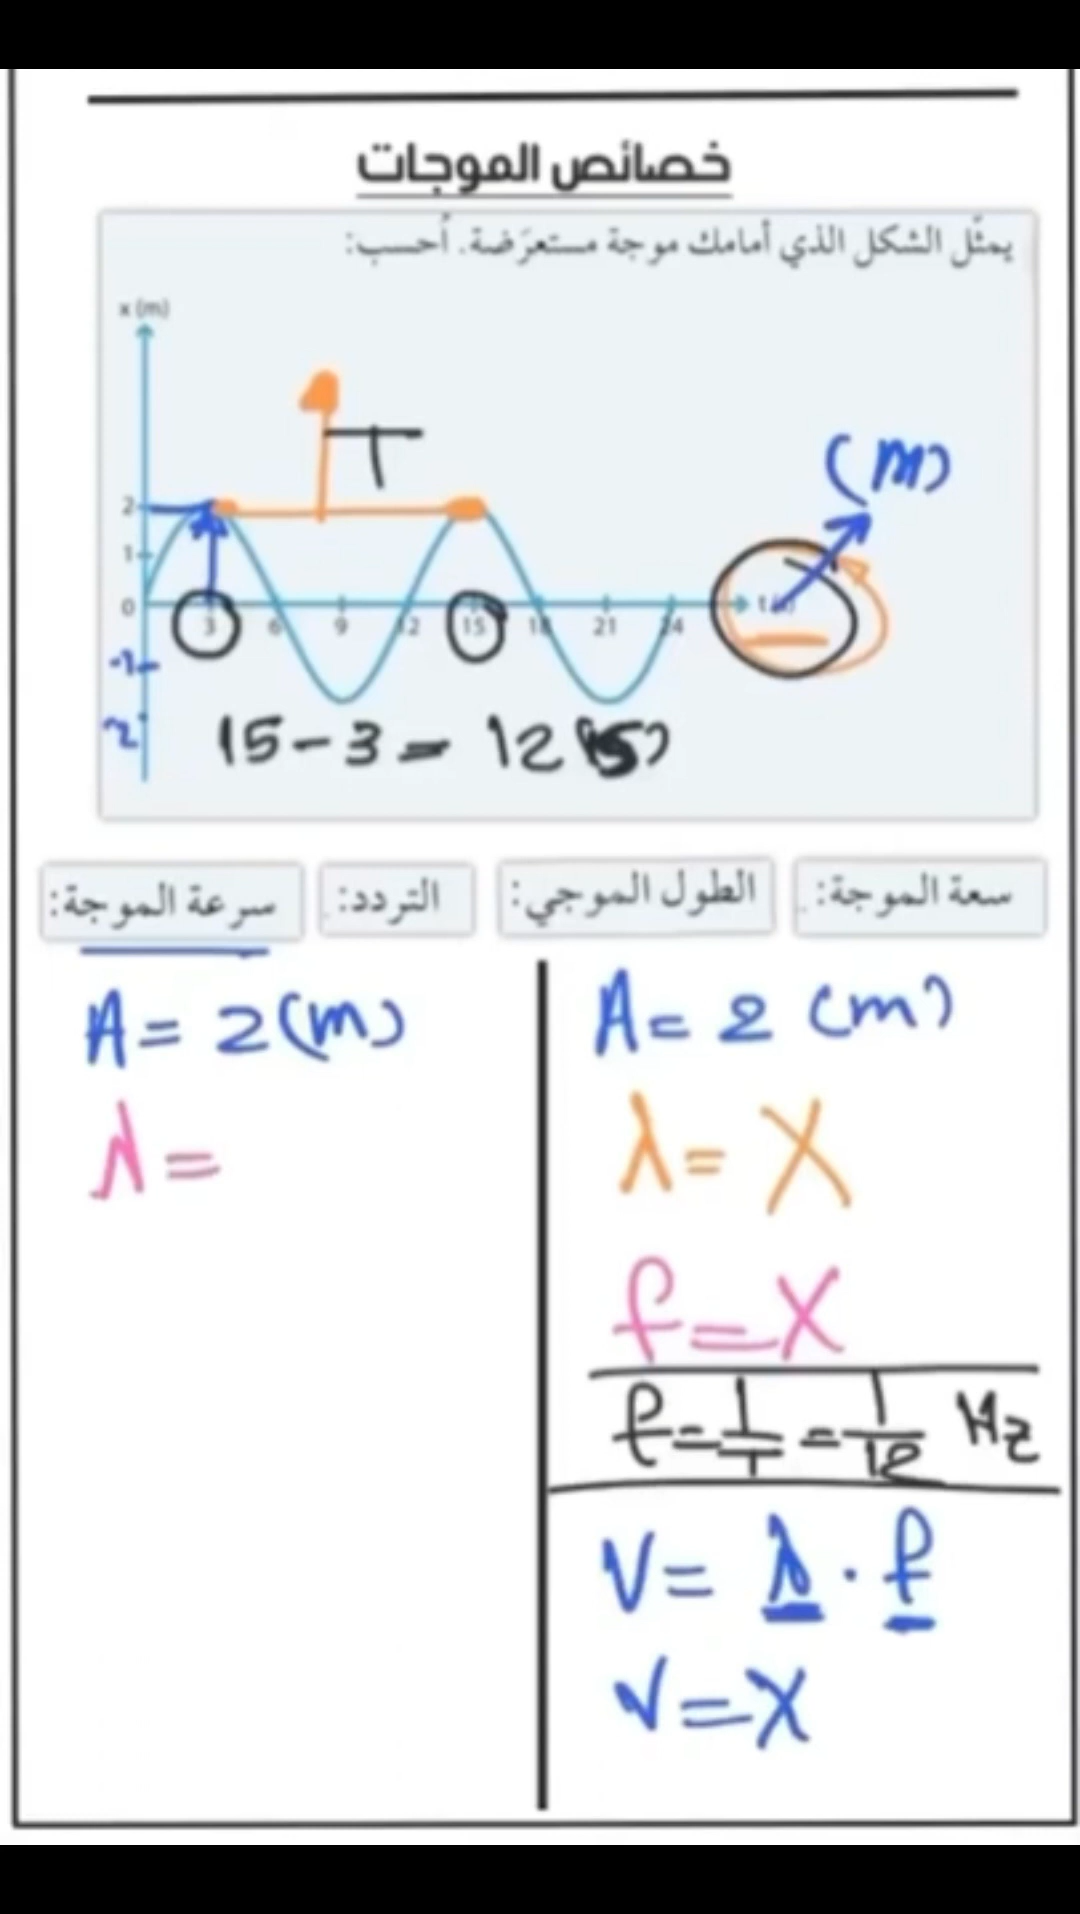 خصائص الموجات
يمثّل الشكل الذي أمامك موجة مستعرَضة. أحسب:
x (m)
T
(m)
2
1
0
3 6 9 12 15 18 21 24
-1
-2
15 - 3 = 12 (s)
سعة الموجة: الطول الموجي: التردد: سرعة الموجة:
A = 2 (m)
λ = X
f = X
f = 1/T = 1/12 Hz
V = λ . f
V = X
A = 2 (m)
λ =